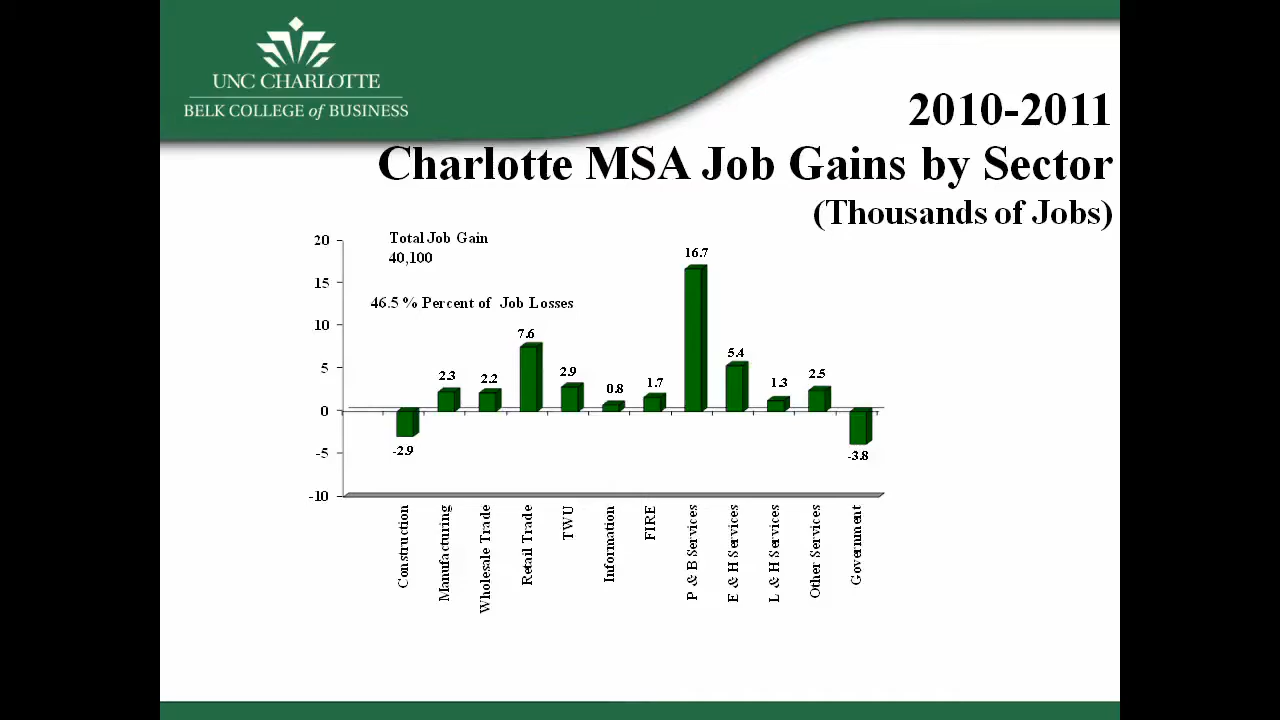 UNC CHARLOTTE
BELK COLLEGE of BUSINESS
2010-2011
Charlotte MSA Job Gains by Sector
(Thousands of Jobs)
Total Job Gain
40,100
46.5 % Percent of Job Losses
20
15
10
5
0
-5
-10
-2.9
2.3
2.2
7.6
2.9
0.8
1.7
16.7
5.4
1.3
2.5
-3.8
Construction
Manufacturing
Wholesale Trade
Retail Trade
TWU
Information
FIRE
P & B Services
E & H Services
L & H Services
Other Services
Government